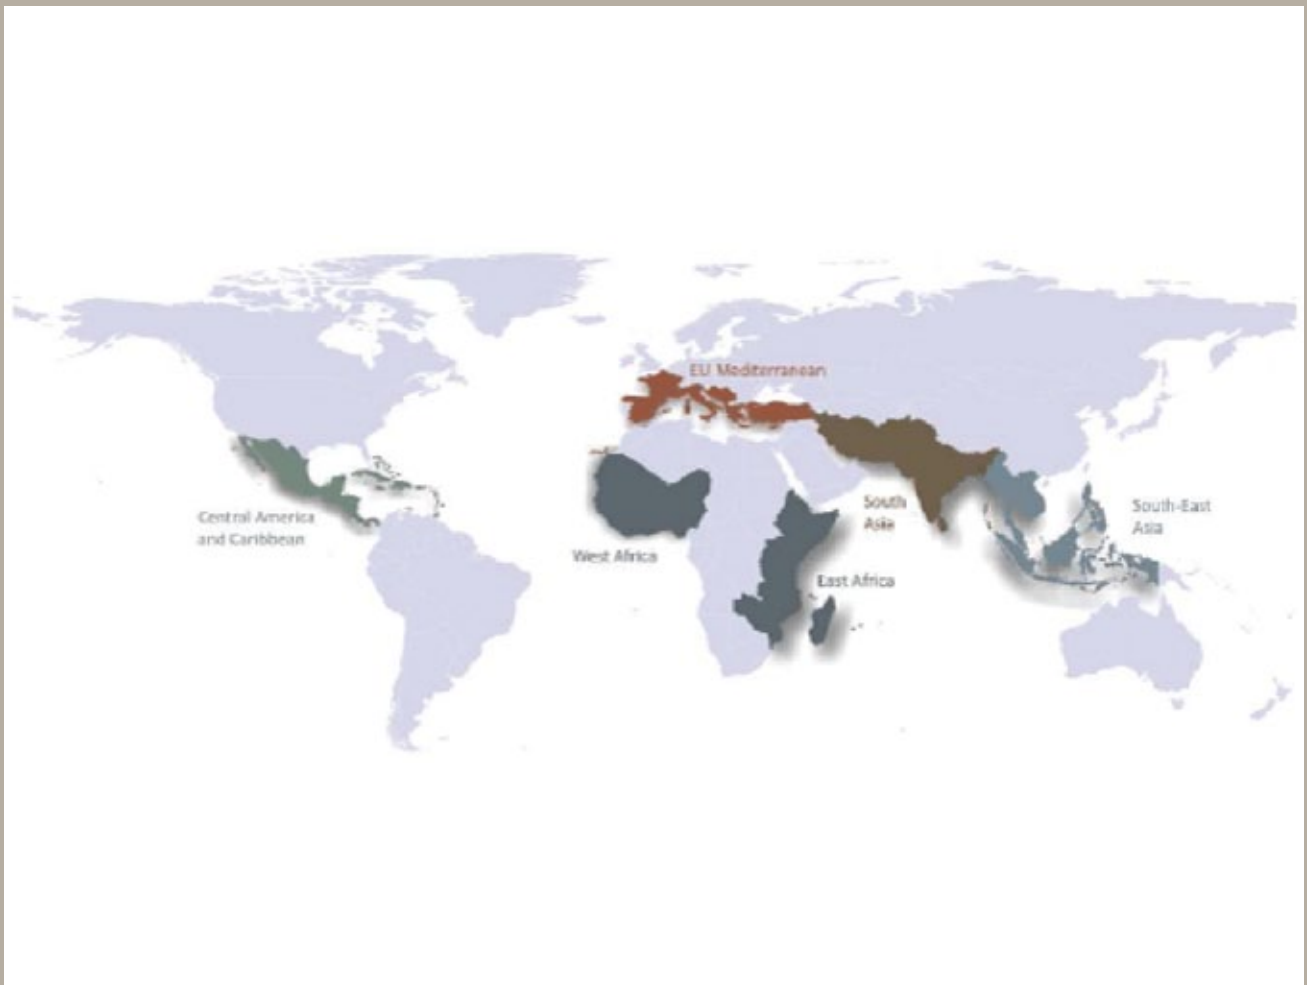 EU Mediterranean
Central America
and Caribbean
West Africa
South
Asia
East Africa
South-East
Asia